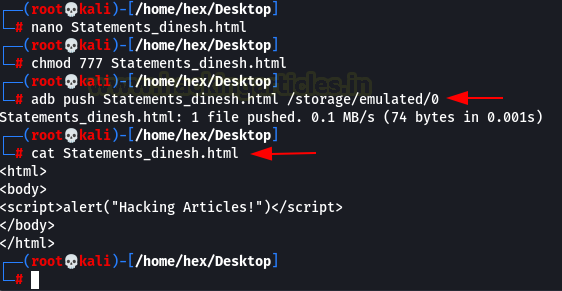 ┌──(root💀kali)-[/home/hex/Desktop]
└─# nano Statements_dinesh.html
┌──(root💀kali)-[/home/hex/Desktop]
└─# chmod 777 Statements_dinesh.html
┌──(root💀kali)-[/home/hex/Desktop]
└─# adb push Statements_dinesh.html /storage/emulated/0
Statements_dinesh.html: 1 file pushed. 0.1 MB/s (74 bytes in 0.001s)
┌──(root💀kali)-[/home/hex/Desktop]
└─# cat Statements_dinesh.html
<html>
<body>
<script>alert("Hacking Articles!")</script>
</body>
</html>
┌──(root💀kali)-[/home/hex/Desktop]
└─#